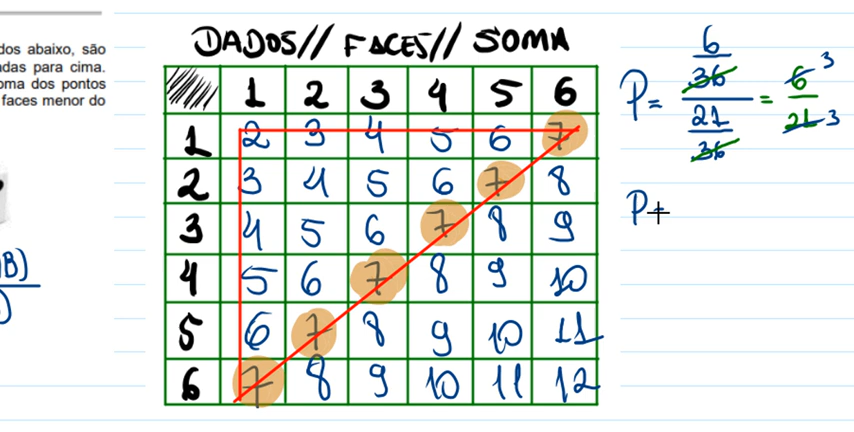 DADOS// FACES// SOMA
dos abaixo, são
das para cima.
oma dos pontos
faces menor do
B)
1 2 3 4 5 6
1 2 3 4 5 6 7
2 3 4 5 6 7 8
3 4 5 6 7 8 9
4 5 6 7 8 9 10
5 6 7 8 9 10 11
6 7 8 9 10 11 12
P= 6/36 / 21/36 = 6 3 / 21 3
P